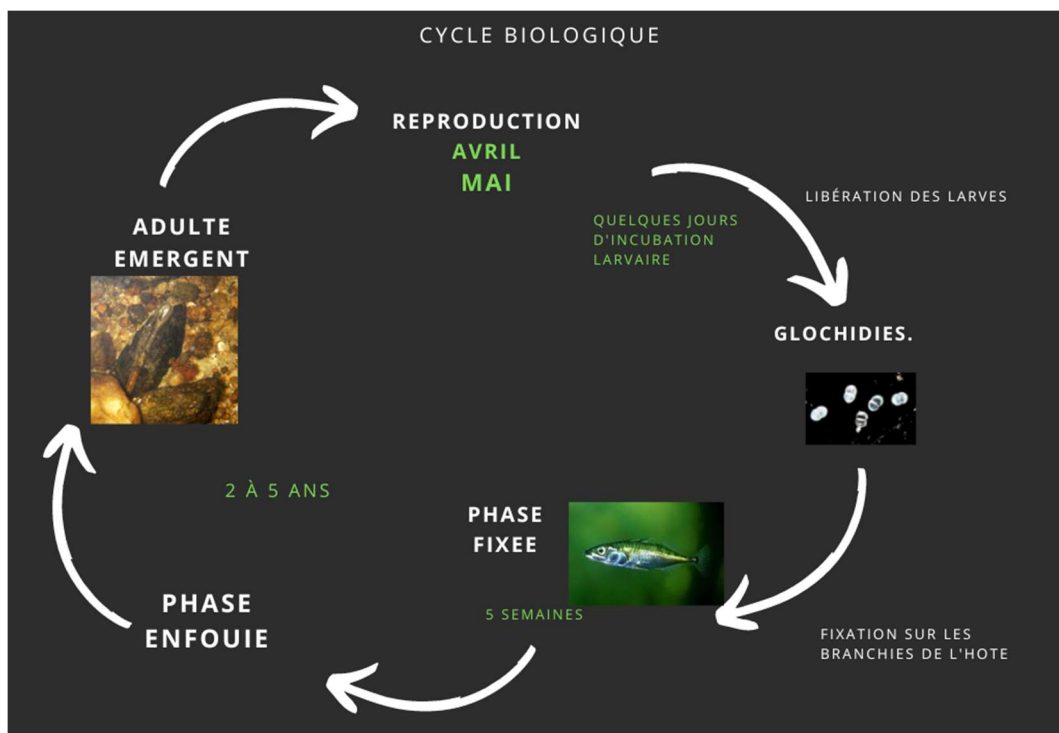 CYCLE BIOLOGIQUE
REPRODUCTION
AVRIL
MAI
QUELQUES JOURS
D'INCUBATION
LARVAIRE
LIBÉRATION DES LARVES
GLOCHIDIES.
FIXATION SUR LES
BRANCHIES DE L'HOTE
PHASE
FIXEE
5 SEMAINES
PHASE
ENFOUIE
2 À 5 ANS
ADULTE
EMERGENT